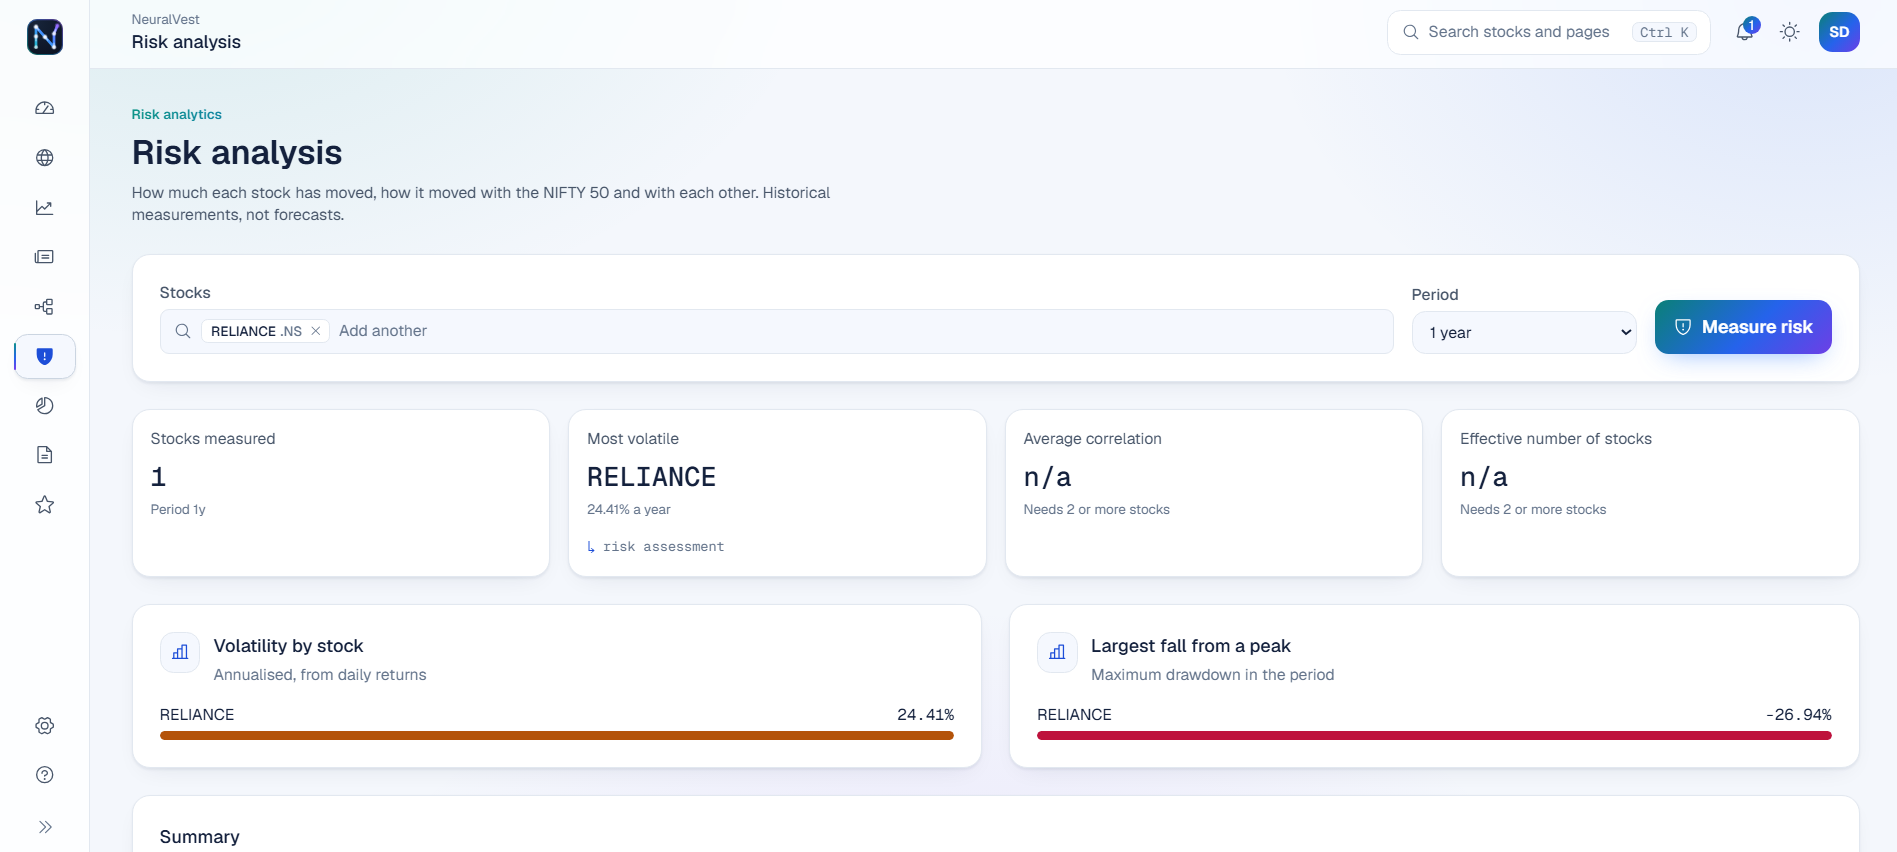 NeuralVest
Risk analysis
Search stocks and pages
Ctrl K
1
SD
Risk analytics
Risk analysis
How much each stock has moved, how it moved with the NIFTY 50 and with each other. Historical
measurements, not forecasts.
Stocks
RELIANCE .NS
Add another
Period
1 year
Measure risk
Stocks measured
1
Period 1y
Most volatile
RELIANCE
24.41% a year
↳ risk assessment
Average correlation
n/a
Needs 2 or more stocks
Effective number of stocks
n/a
Needs 2 or more stocks
Volatility by stock
Annualised, from daily returns
RELIANCE 24.41%
Largest fall from a peak
Maximum drawdown in the period
RELIANCE -26.94%
Summary